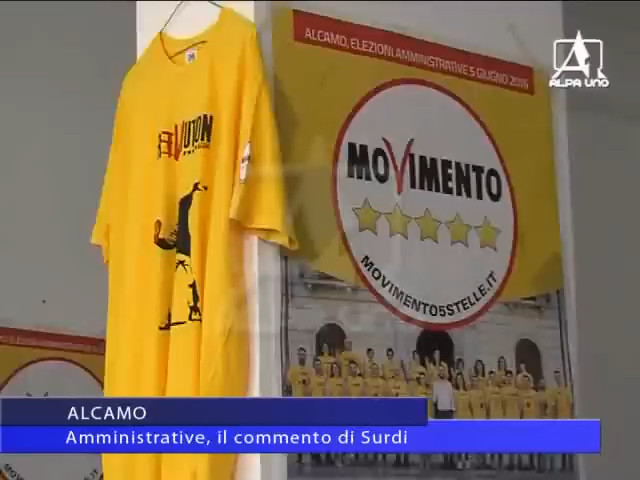 ALCAMO, ELEZIONI AMMINISTRATIVE 5 GIUGNO 2016
ALPA UNO
MOVIMENTO
MOVIMENTO5STELLE.IT
ALCAMO
Amministrative, il commento di Surdi